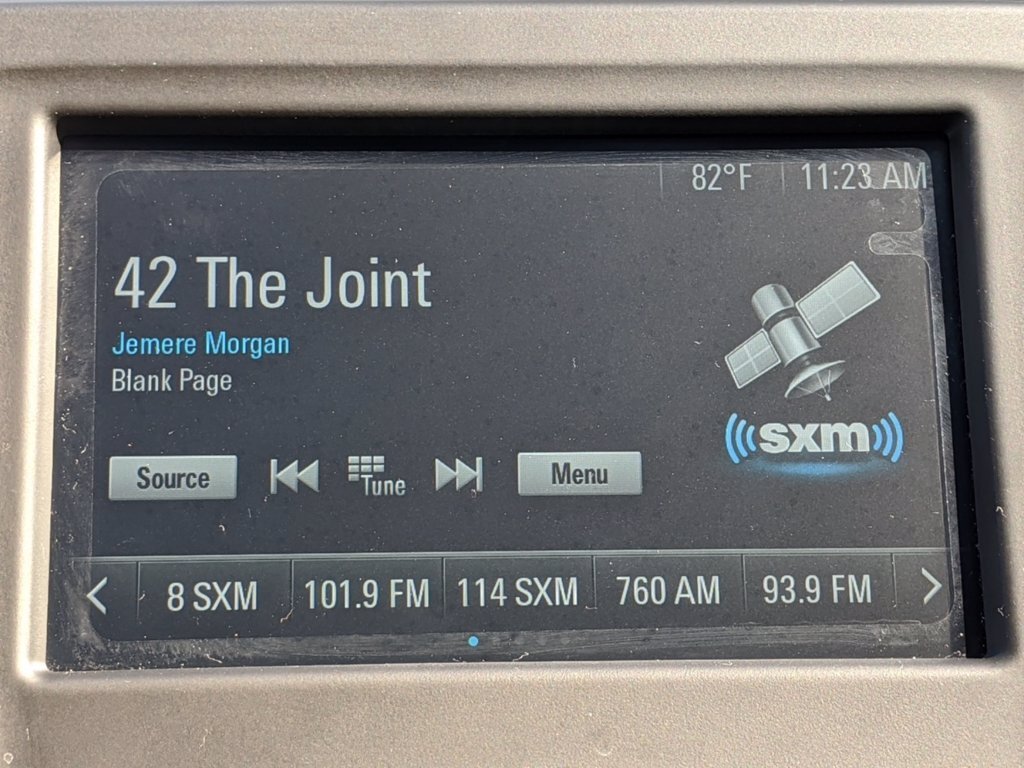 82°F 11:23 AM
42 The Joint
Jemere Morgan
Blank Page
sxm
Source Tune Menu
8 SXM 101.9 FM 114 SXM 760 AM 93.9 FM